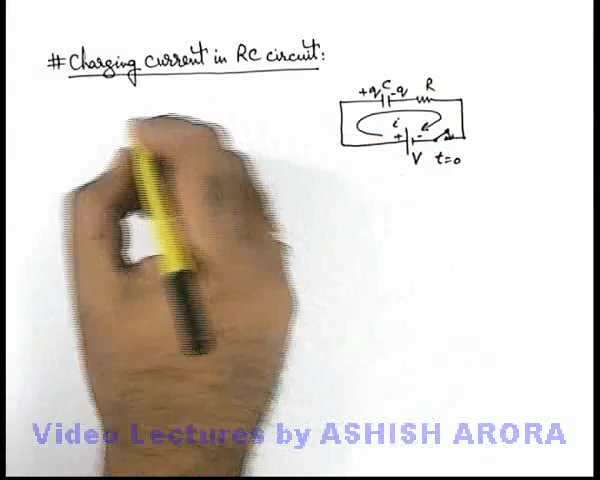 # Charging current in RC circuit:
+q C -q R
i
+ -
V t=0
Video Lectures by ASHISH ARORA